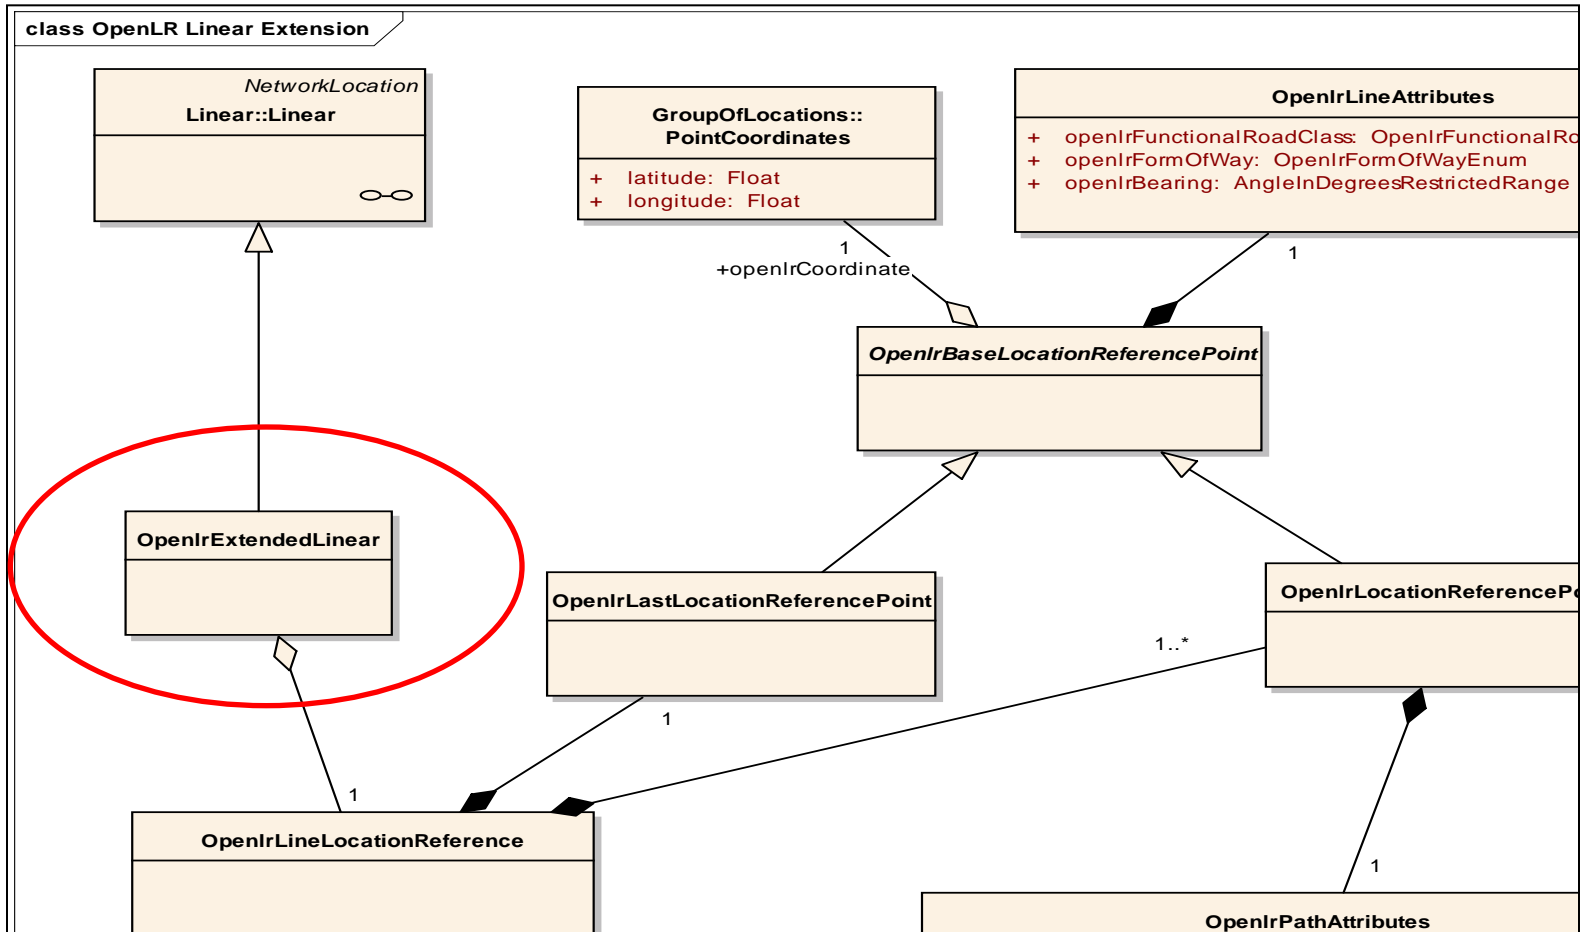 class OpenLR Linear Extension
NetworkLocation
Linear::Linear
GroupOfLocations::
PointCoordinates
+ latitude: Float
+ longitude: Float
OpenlrLineAttributes
+ openlrFunctionalRoadClass: OpenlrFunctionalRo
+ openlrFormOfWay: OpenlrFormOfWayEnum
+ openlrBearing: AngleInDegreesRestrictedRange
1
+openlrCoordinate
1
OpenlrBaseLocationReferencePoint
OpenlrExtendedLinear
OpenlrLastLocationReferencePoint
OpenlrLocationReferencePo
1..*
1
1
OpenlrLineLocationReference
1
OpenlrPathAttributes